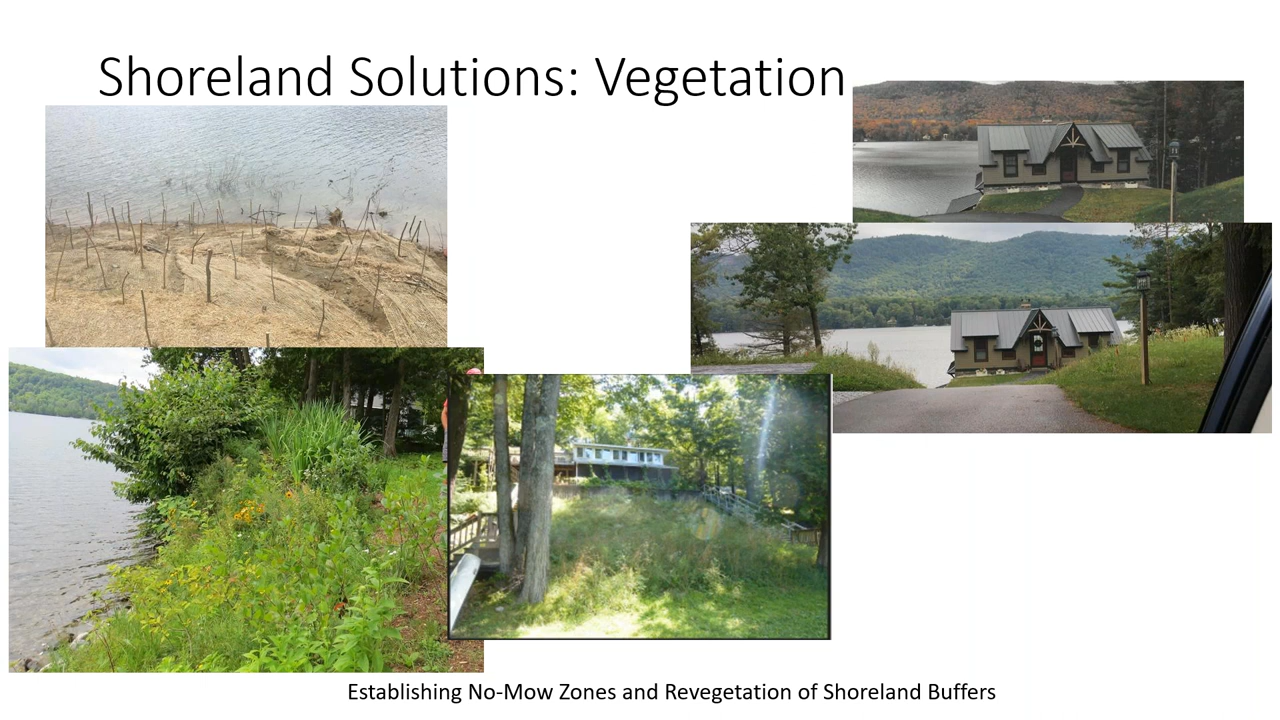 Shoreland Solutions: Vegetation
Establishing No-Mow Zones and Revegetation of Shoreland Buffers